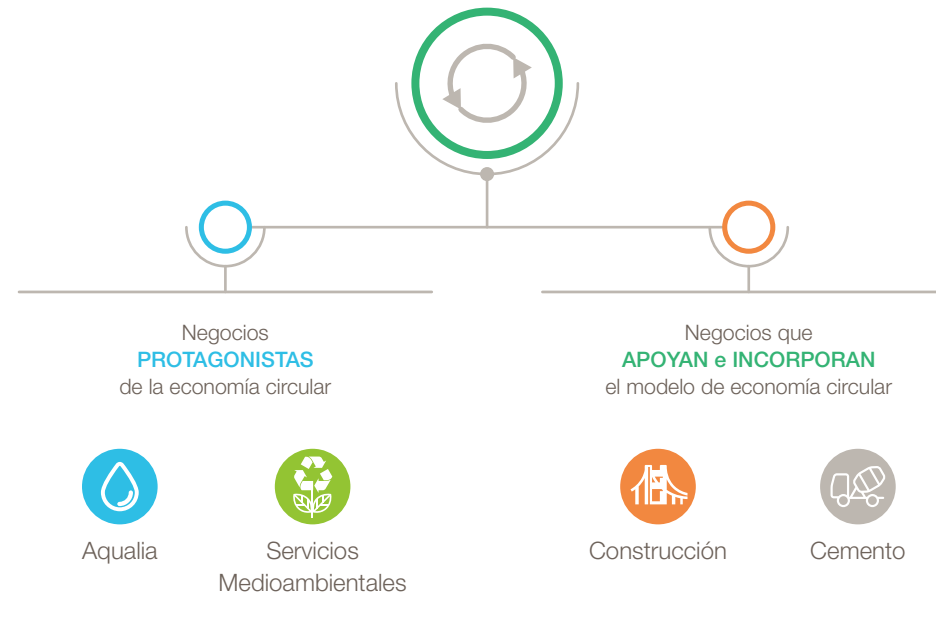 Negocios
PROTAGONISTAS
de la economía circular
Negocios que
APOYAN e INCORPORAN
el modelo de economía circular
Aqualia
Servicios
Medioambientales
Construcción
Cemento